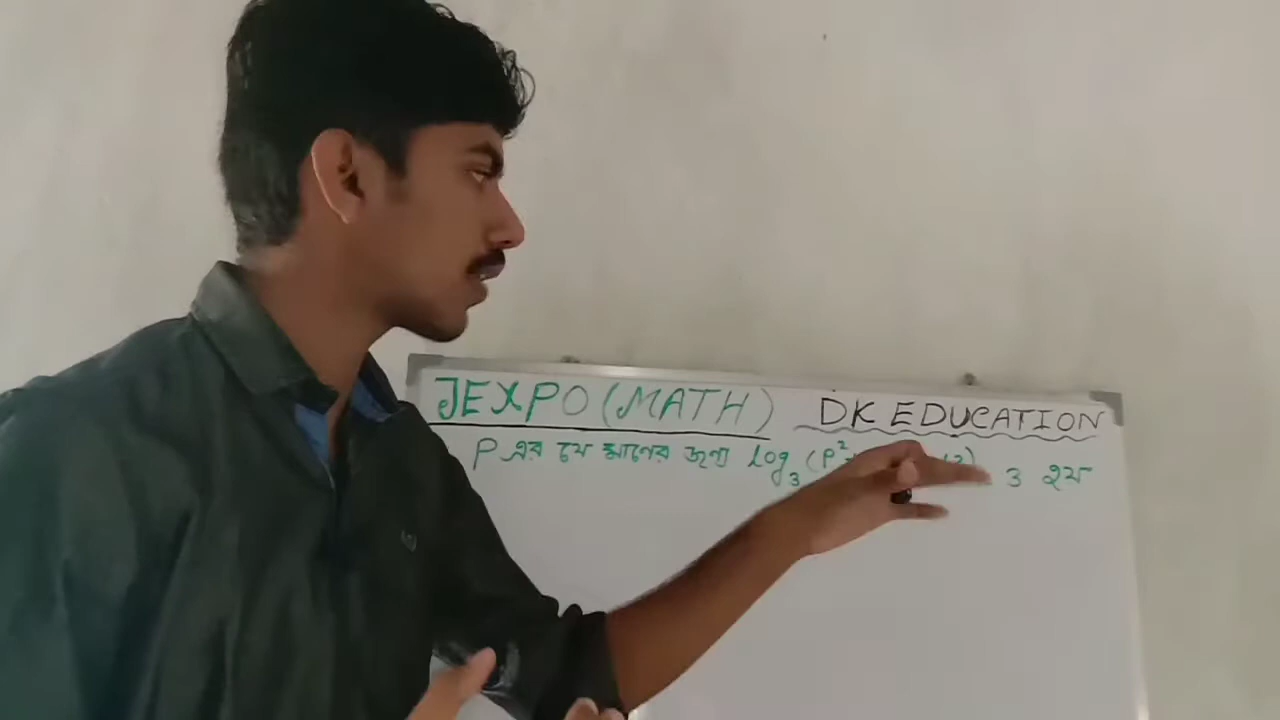 JEXPO (MATH) DK EDUCATION
P এর যে মানের জন্য log₃ (P² 3 হয়